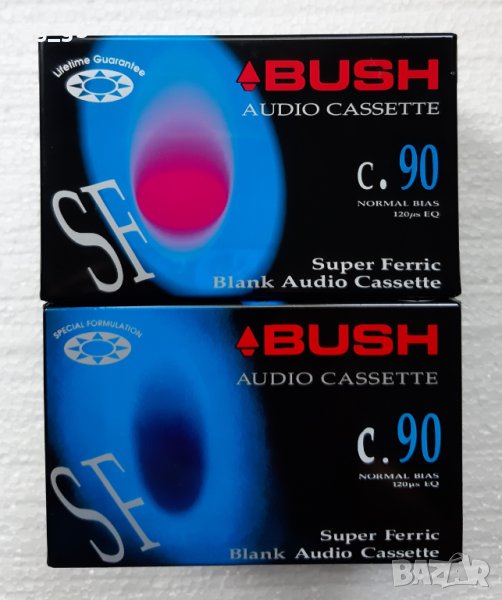 Lifetime Guarantee
BUSH
AUDIO CASSETTE
c.90
NORMAL BIAS
120µs EQ
SF
Super Ferric
Blank Audio Cassette
SPECIAL FORMULATION
BUSH
AUDIO CASSETTE
c.90
NORMAL BIAS
120µs EQ
SF
Super Ferric
Blank Audio Cassette
BAZAR